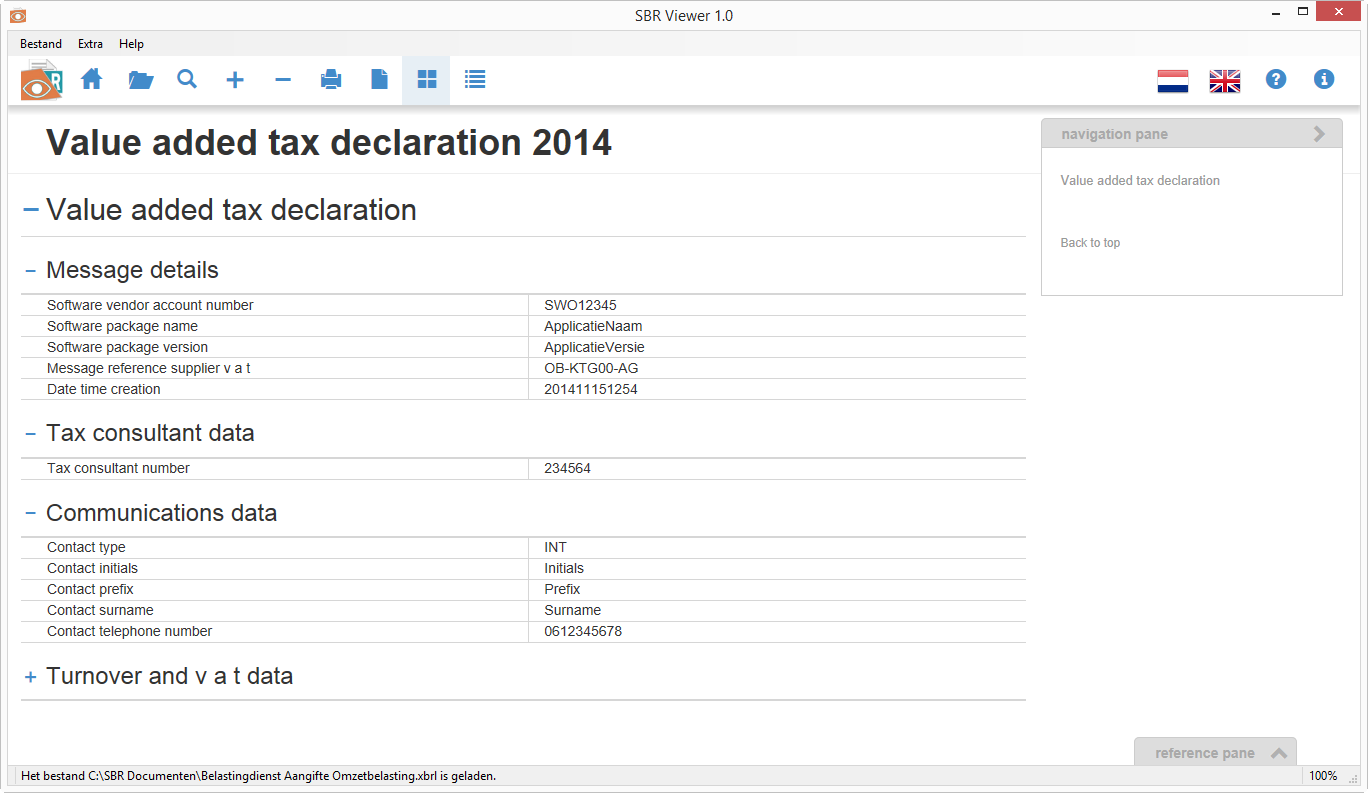 SBR Viewer 1.0
Bestand Extra Help
R
Value added tax declaration 2014
navigation pane
Value added tax declaration
Back to top
Value added tax declaration
Message details
Software vendor account number SWO12345
Software package name ApplicatieNaam
Software package version ApplicatieVersie
Message reference supplier v a t OB-KTG00-AG
Date time creation 201411151254
Tax consultant data
Tax consultant number 234564
Communications data
Contact type INT
Contact initials Initials
Contact prefix Prefix
Contact surname Surname
Contact telephone number 0612345678
Turnover and v a t data
reference pane
Het bestand C:\SBR Documenten\Belastingdienst Aangifte Omzetbelasting.xbrl is geladen. 100%